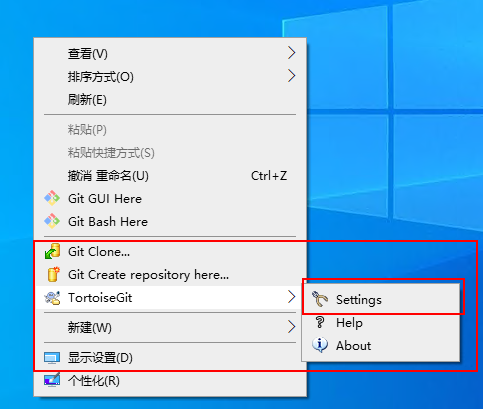 查看(V)
排序方式(O)
刷新(E)
粘贴(P)
粘贴快捷方式(S)
撤消 重命名(U) Ctrl+Z
Git GUI Here
Git Bash Here
Git Clone...
Git Create repository here...
TortoiseGit
Settings
Help
About
新建(W)
显示设置(D)
个性化(R)